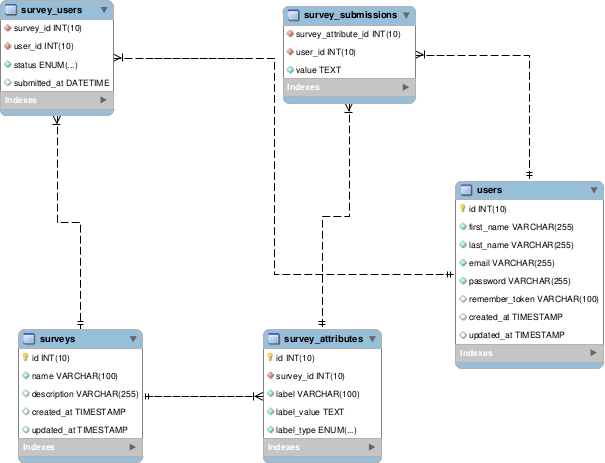 survey_users
survey_id INT(10)
user_id INT(10)
status ENUM(...)
submitted_at DATETIME
Indexes
survey_submissions
survey_attribute_id INT(10)
user_id INT(10)
value TEXT
Indexes
users
id INT(10)
first_name VARCHAR(255)
last_name VARCHAR(255)
email VARCHAR(255)
password VARCHAR(255)
remember_token VARCHAR(100)
created_at TIMESTAMP
updated_at TIMESTAMP
Indexes
surveys
id INT(10)
name VARCHAR(100)
description VARCHAR(255)
created_at TIMESTAMP
updated_at TIMESTAMP
Indexes
survey_attributes
id INT(10)
survey_id INT(10)
label VARCHAR(100)
label_value TEXT
label_type ENUM(...)
Indexes